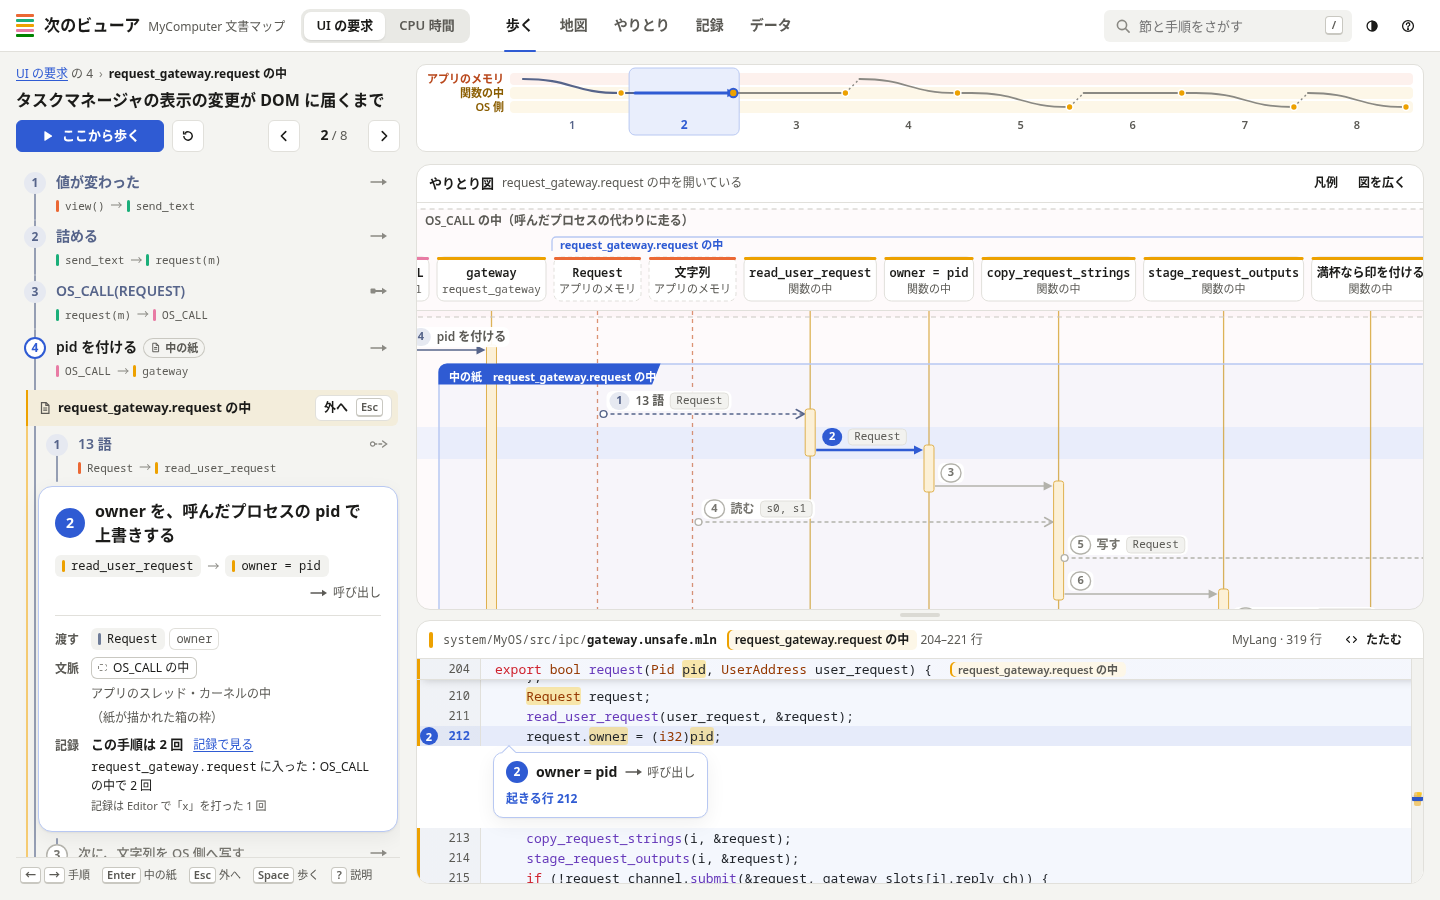 次のビューア MyComputer 文書マップ UI の要求 CPU 時間 歩く 地図 やりとり 記録 データ 節と手順をさがす /
UI の要求 の 4 › request_gateway.request の中
タスクマネージャの表示の変更が DOM に届くまで
ここから歩く 2 / 8
1 値が変わった
view() → send_text
2 詰める
send_text → request(m)
3 OS_CALL(REQUEST)
request(m) → OS_CALL
4 pid を付ける 中の紙
OS_CALL → gateway
request_gateway.request の中 外へ Esc
1 13 語
Request → read_user_request
2 owner を、呼んだプロセスの pid で
上書きする
read_user_request → owner = pid
→ 呼び出し
渡す Request owner
文脈 OS_CALL の中
アプリのスレッド・カーネルの中
（紙が描かれた箱の枠）
記録 この手順は 2 回 記録で見る
request_gateway.request に入った：OS_CALL
の中で 2 回
記録は Editor で「x」を打った 1 回
3 次に、文字列を OS 側へ写す
← → 手順 Enter 中の紙 Esc 外へ Space 歩く ? 説明
アプリのメモリ
関数の中
OS 側
1 2 3 4 5 6 7 8
やりとり図 request_gateway.request の中を開いている 凡例 図を広く
OS_CALL の中（呼んだプロセスの代わりに走る）
request_gateway.request の中
L gateway Request 文字列 read_user_request owner = pid copy_request_strings stage_request_outputs 満杯なら印を付ける
request_gateway アプリのメモリ アプリのメモリ 関数の中 関数の中 関数の中 関数の中 関数の中
4 pid を付ける
中の紙 request_gateway.request の中
1 13 語 Request
2 Request
3
4 読む s0, s1
5 写す Request
6
system/MyOS/src/ipc/gateway.unsafe.mln request_gateway.request の中 204–221 行 MyLang · 319 行 たたむ
204 export bool request(Pid pid, UserAddress user_request) { request_gateway.request の中
210 Request request;
211 read_user_request(user_request, &request);
2 212 request.owner = (i32)pid;
2 owner = pid → 呼び出し
起きる行 212
213 copy_request_strings(i, &request);
214 stage_request_outputs(i, &request);
215 if (!request_channel.submit(&request, gateway_slots[i].reply_ch)) {